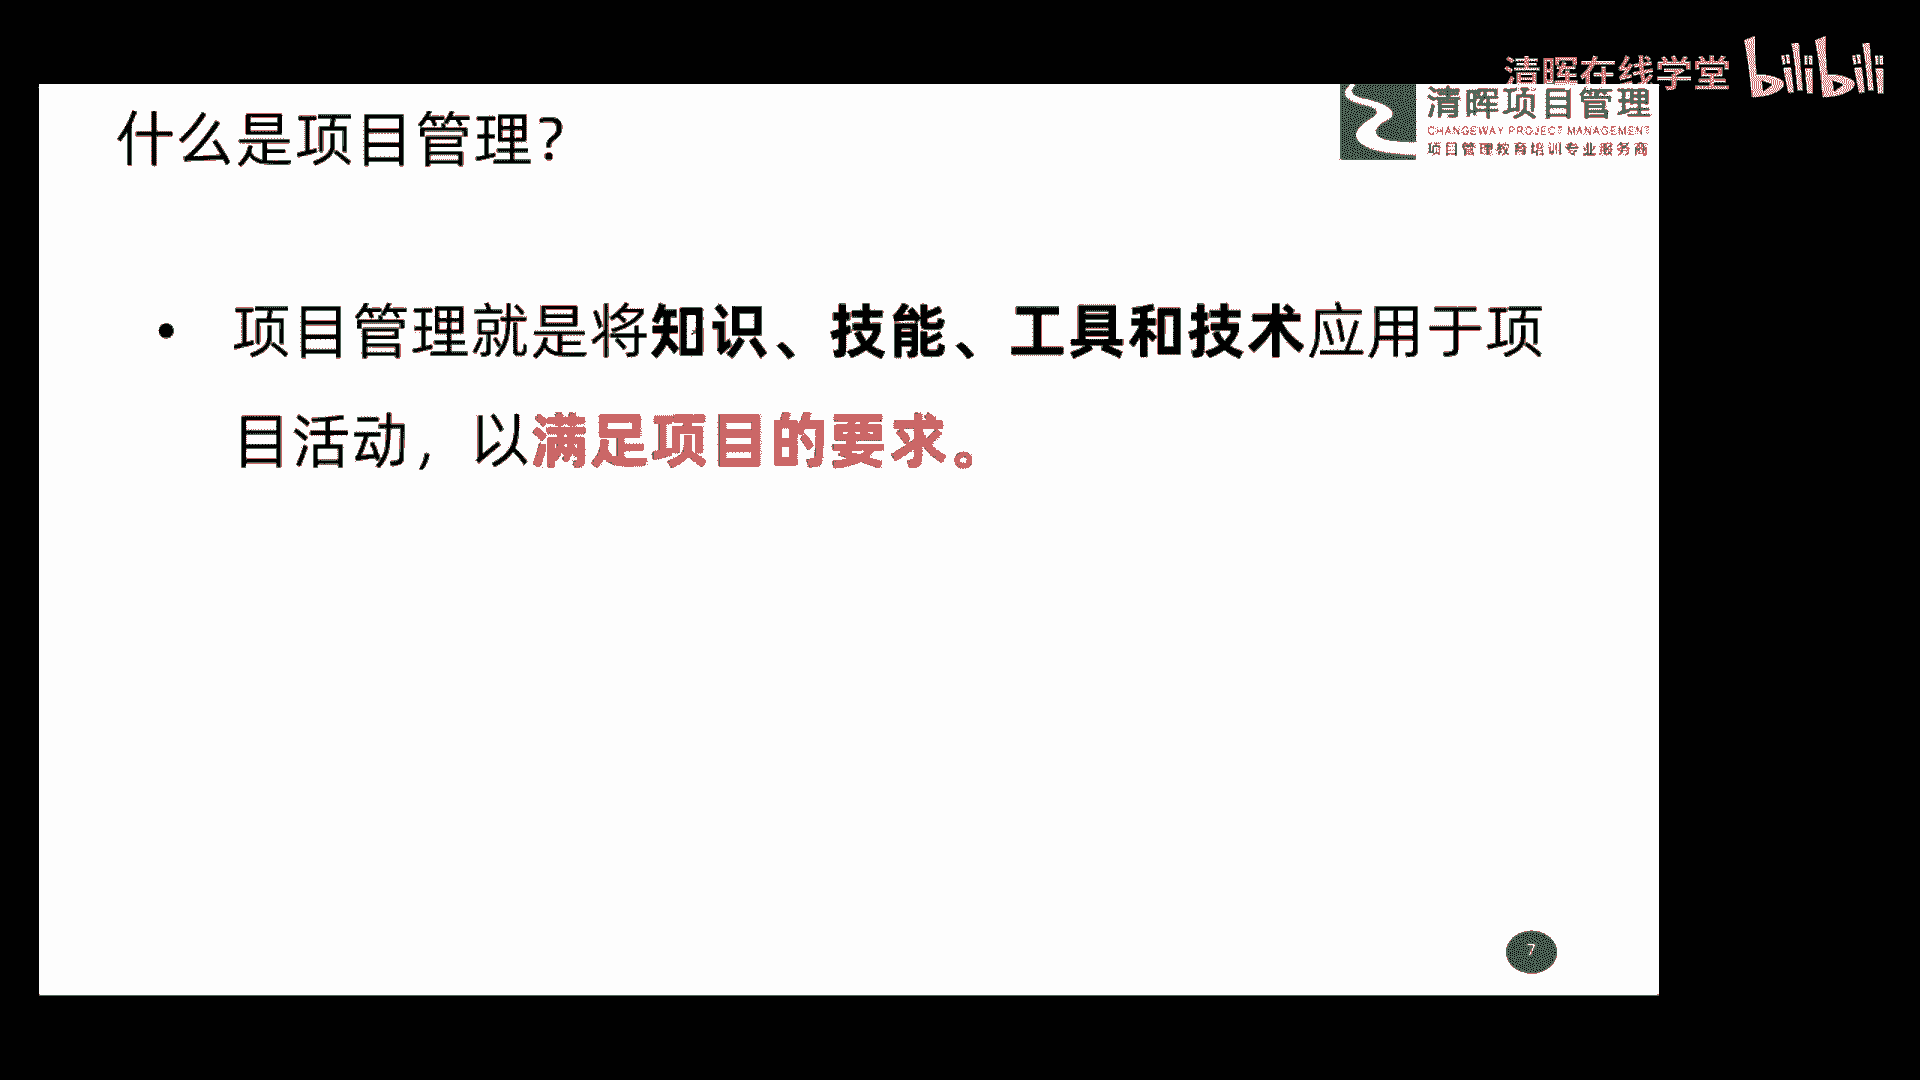 清晖在线学堂 bilibili
清晖项目管理
CHANGEWAY PROJECT MANAGEMENT
项目管理教育培训专业服务商
什么是项目管理？
• 项目管理就是将知识、技能、工具和技术应用于项
目活动，以满足项目的要求。
7